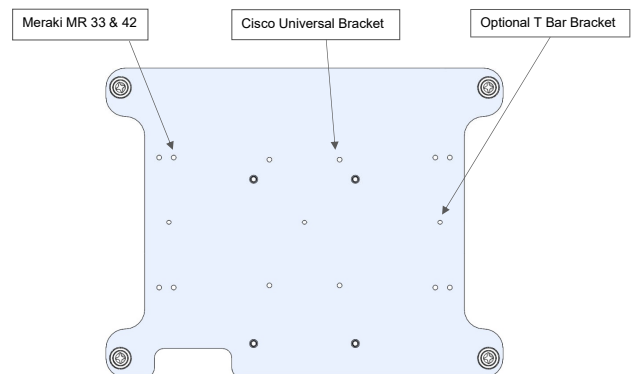 Meraki MR 33 & 42
Cisco Universal Bracket
Optional T Bar Bracket